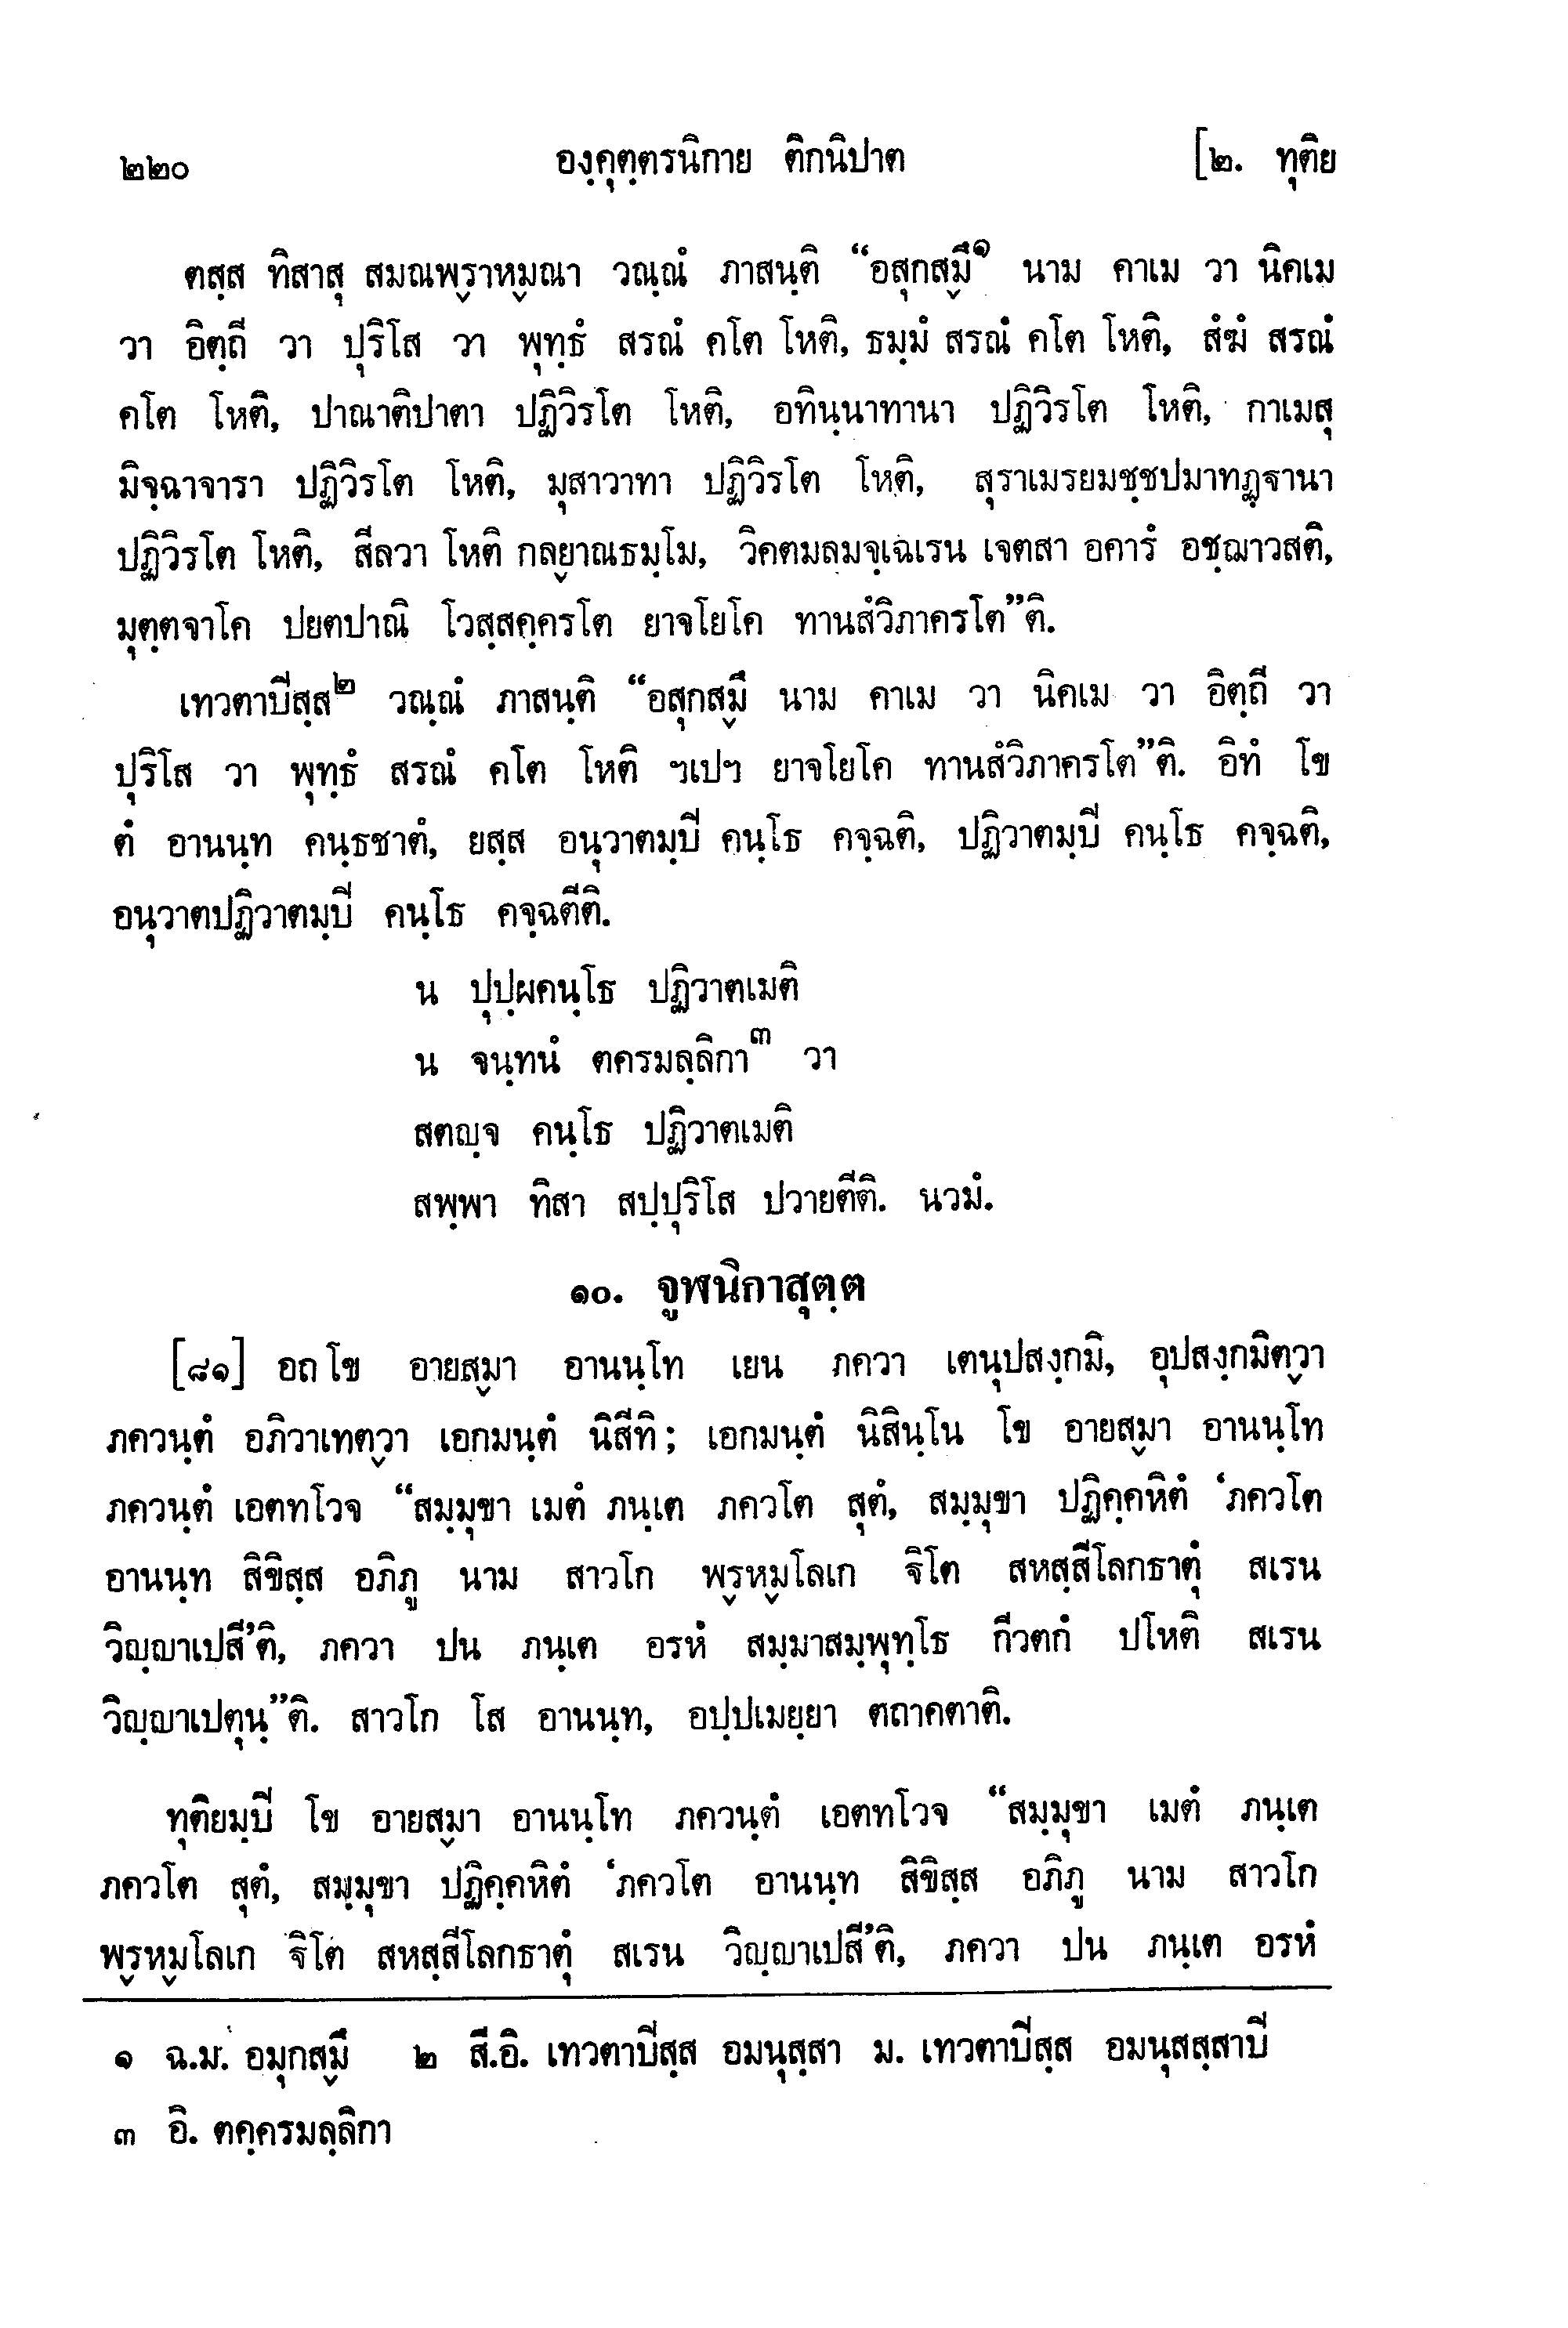 ๒๒๐ องฺคุตฺตรนิกาย ติกนิปาต [๒. ทุติย
ตสฺส ทิสาสุ สมณพฺราหฺมณา วณฺณํ ภาสนฺติ “อสุกสฺมึ๑ นาม คาเม วา นิคเม
วา อิตฺถี วา ปุริโส วา พุทฺธํ สรณํ คโต โหติ, ธมฺมํ สรณํ คโต โหติ, สํฆํ สรณํ
คโต โหติ, ปาณาติปาตา ปฏิวิรโต โหติ, อทินฺนาทานา ปฏิวิรโต โหติ, กาเมสุ
มิจฺฉาจารา ปฏิวิรโต โหติ, มุสาวาทา ปฏิวิรโต โหติ, สุราเมรยมชฺชปมาทฏฺฐานา
ปฏิวิรโต โหติ, สีลวา โหติ กลฺยาณธมฺโม, วิคตมลมจฺเฉเรน เจตสา อคารํ อชฺฌาวสติ,
มุตฺตจาโค ปยตปาณิ โวสฺสคฺครโต ยาจโยโค ทานสํวิภาครโต”ติ.
เทวตาปีสฺส๒ วณฺณํ ภาสนฺติ “อสุกสฺมึ นาม คาเม วา นิคเม วา อิตฺถี วา
ปุริโส วา พุทฺธํ สรณํ คโต โหติ ฯเปฯ ยาจโยโค ทานสํวิภาครโต”ติ. อิทํ โข
ตํ อานนฺท คนฺธชาตํ, ยสฺส อนุวาตมฺปี คนฺโธ คจฺฉติ, ปฏิวาตมฺปี คนฺโธ คจฺฉติ,
อนุวาตปฏิวาตมฺปี คนฺโธ คจฺฉตีติ.
น ปุปฺผคนฺโธ ปฏิวาตเมติ
น จนฺทนํ ตครมลฺลิกา๓ วา
สตญฺจ คนฺโธ ปฏิวาตเมติ
สพฺพา ทิสา สปฺปุริโส ปวายตีติ. นวมํ.
๑๐. จูฬนิกาสุตฺต
[๘๑] อถ โข อายสฺมา อานนฺโท เยน ภควา เตนุปสงฺกมิ, อุปสงฺกมิตฺวา
ภควนฺตํ อภิวาเทตฺวา เอกมนฺตํ นิสีทิ; เอกมนฺตํ นิสินฺโน โข อายสฺมา อานนฺโท
ภควนฺตํ เอตทโวจ “สมฺมุขา เมตํ ภนฺเต ภควโต สุตํ, สมฺมุขา ปฏิคฺคหิตํ ‘ภควโต
อานนฺท สิขิสฺส อภิภู นาม สาวโก พฺรหฺมโลเก ฐิโต สหสฺสีโลกธาตุํ สเรน
วิญฺญาเปสี’ติ, ภควา ปน ภนฺเต อรหํ สมฺมาสมฺพุทฺโธ กีวตกํ ปโหติ สเรน
วิญฺญาเปตุนฺ”ติ. สาวโก โส อานนฺท, อปฺปเมยฺยา ตถาคตาติ.
ทุติยมฺปี โข อายสฺมา อานนฺโท ภควนฺตํ เอตทโวจ “สมฺมุขา เมตํ ภนฺเต
ภควโต สุตํ, สมฺมุขา ปฏิคฺคหิตํ ‘ภควโต อานนฺท สิขิสฺส อภิภู นาม สาวโก
พฺรหฺมโลเก ฐิโต สหสฺสีโลกธาตุํ สเรน วิญฺญาเปสี’ติ, ภควา ปน ภนฺเต อรหํ
๑ ฉ.ม. อมุกสฺมึ ๒ สี.อิ. เทวตาปีสฺส อมนุสฺสา ม. เทวตาปีสฺส อมนุสสฺสาปี
๓ อิ. ตคฺครมลฺลิกา